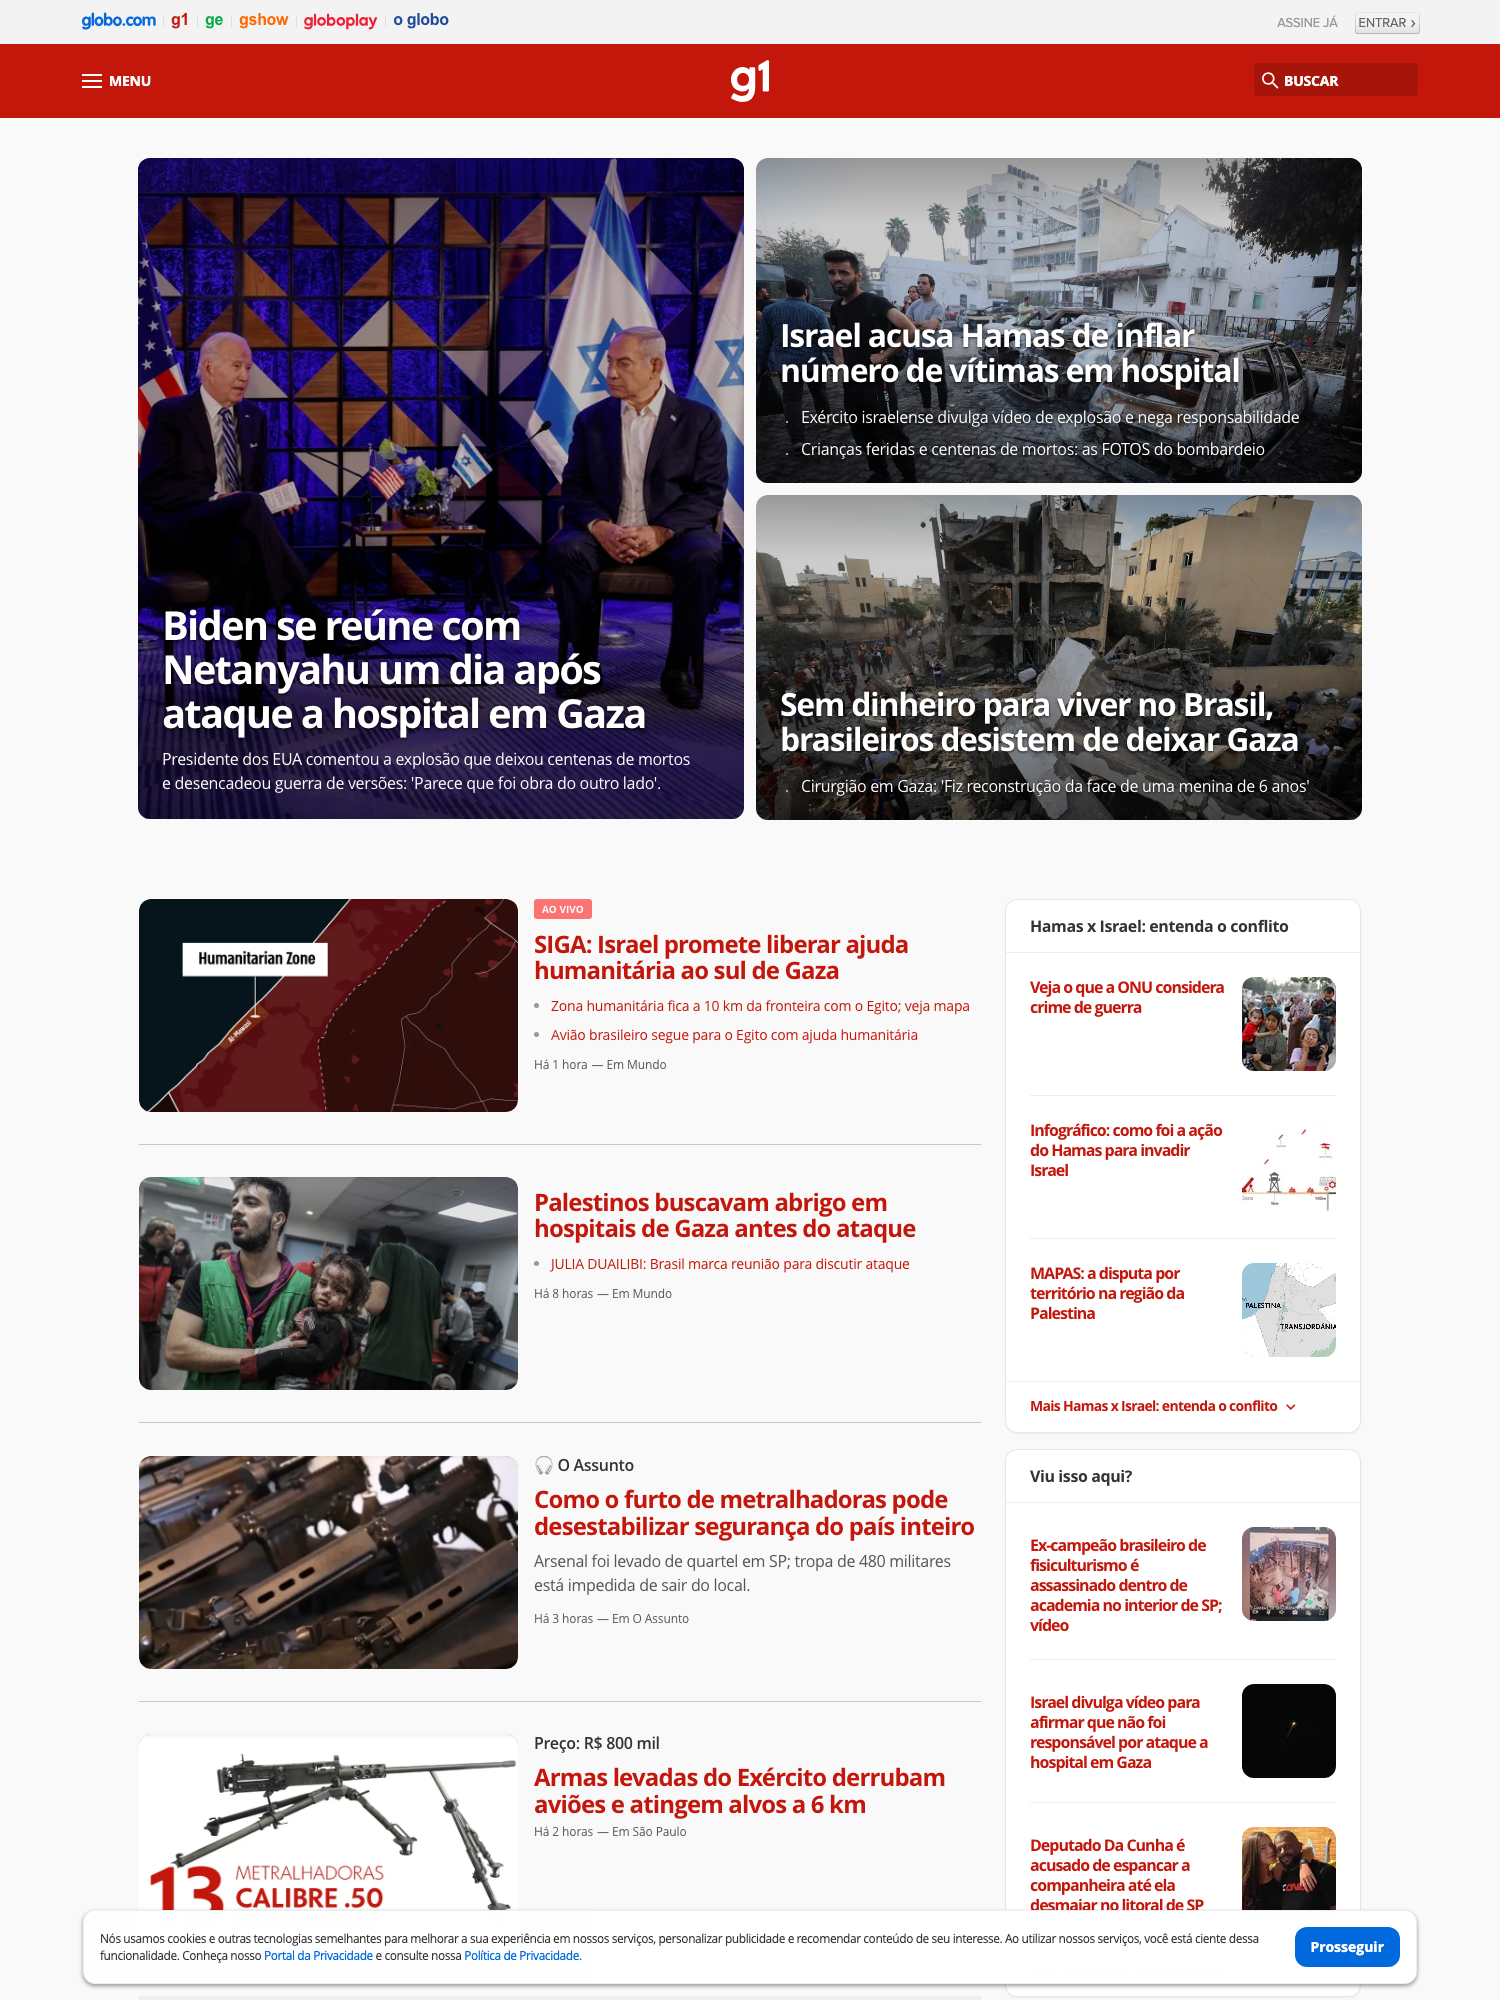 globo.com g1 ge gshow globoplay o globo ASSINE JÁ ENTRAR ›
MENU g1 BUSCAR
Biden se reúne com
Netanyahu um dia após
ataque a hospital em Gaza
Presidente dos EUA comentou a explosão que deixou centenas de mortos
e desencadeou guerra de versões: 'Parece que foi obra do outro lado'.
Israel acusa Hamas de inflar
número de vítimas em hospital
. Exército israelense divulga vídeo de explosão e nega responsabilidade
. Crianças feridas e centenas de mortos: as FOTOS do bombardeio
Sem dinheiro para viver no Brasil,
brasileiros desistem de deixar Gaza
. Cirurgião em Gaza: 'Fiz reconstrução da face de uma menina de 6 anos'
Humanitarian Zone
Al-Mawasi
AO VIVO
SIGA: Israel promete liberar ajuda
humanitária ao sul de Gaza
• Zona humanitária fica a 10 km da fronteira com o Egito; veja mapa
• Avião brasileiro segue para o Egito com ajuda humanitária
Há 1 hora — Em Mundo
Palestinos buscavam abrigo em
hospitais de Gaza antes do ataque
• JULIA DUAILIBI: Brasil marca reunião para discutir ataque
Há 8 horas — Em Mundo
🎧 O Assunto
Como o furto de metralhadoras pode
desestabilizar segurança do país inteiro
Arsenal foi levado de quartel em SP; tropa de 480 militares
está impedida de sair do local.
Há 3 horas — Em O Assunto
13 METRALHADORAS
CALIBRE .50
Preço: R$ 800 mil
Armas levadas do Exército derrubam
aviões e atingem alvos a 6 km
Há 2 horas — Em São Paulo
Hamas x Israel: entenda o conflito
Veja o que a ONU considera
crime de guerra
Infográfico: como foi a ação
do Hamas para invadir
Israel
MAPAS: a disputa por
território na região da
Palestina
PALESTINA
TRANSJORDÂNIA
Mais Hamas x Israel: entenda o conflito
Viu isso aqui?
Ex-campeão brasileiro de
fisiculturismo é
assassinado dentro de
academia no interior de SP;
vídeo
Israel divulga vídeo para
afirmar que não foi
responsável por ataque a
hospital em Gaza
Deputado Da Cunha é
acusado de espancar a
companheira até ela
desmaiar no litoral de SP
Nós usamos cookies e outras tecnologias semelhantes para melhorar a sua experiência em nossos serviços, personalizar publicidade e recomendar conteúdo de seu interesse. Ao utilizar nossos serviços, você está ciente dessa
funcionalidade. Conheça nosso Portal da Privacidade e consulte nossa Política de Privacidade.
Prosseguir